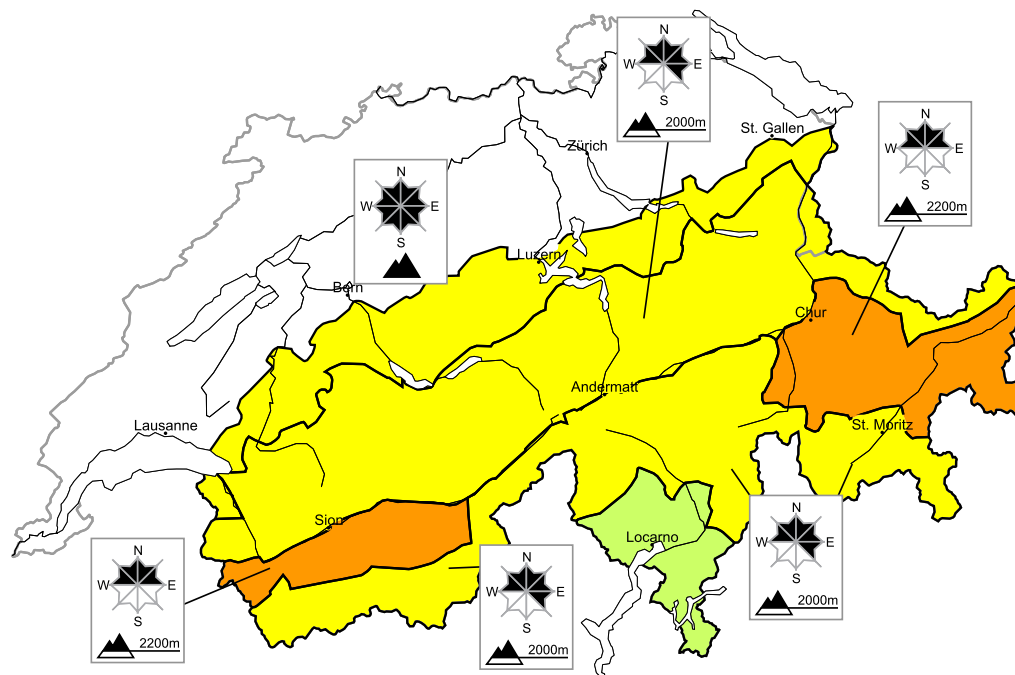 N
W E
S
2000m
St. Gallen
N
W E
S
2200m
Zürich
N
W E
S
Luzern
Bern
Chur
Andermatt
Lausanne
St. Moritz
Sion
Locarno
N
W E
S
2000m
N
W E
S
2200m
N
W E
S
2000m